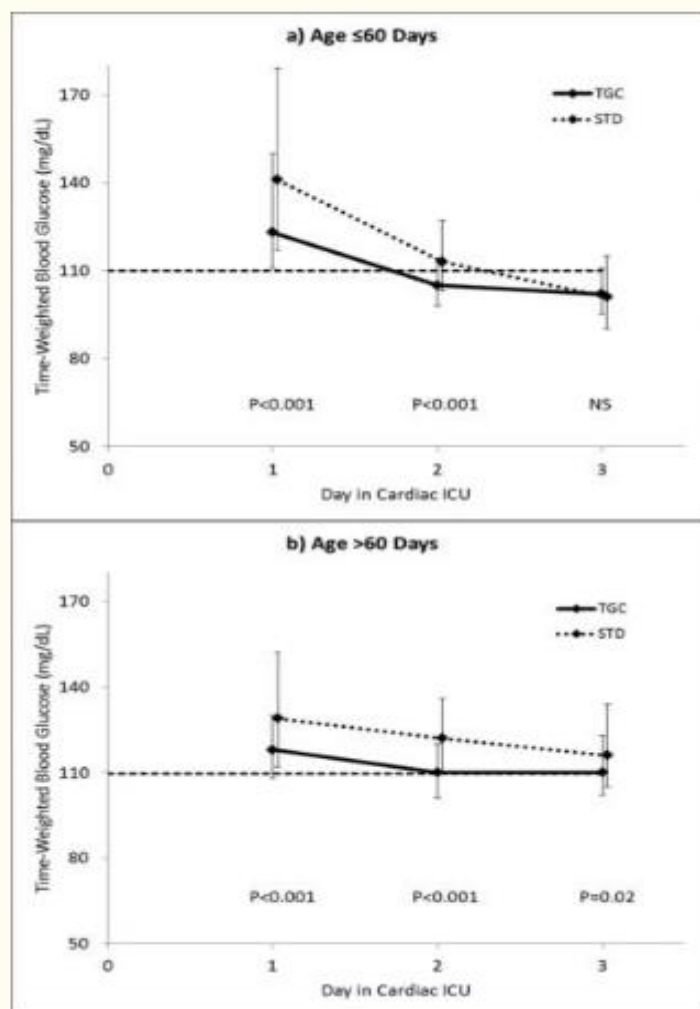 a) Age ≤60 Days
Time-Weighted Blood Glucose (mg/dL)
170
140
110
80
50
TGC
STD
P<0.001 P<0.001 NS
0 1 2 3
Day in Cardiac ICU
b) Age >60 Days
Time-Weighted Blood Glucose (mg/dL)
170
140
110
80
50
TGC
STD
P<0.001 P<0.001 P=0.02
0 1 2 3
Day in Cardiac ICU